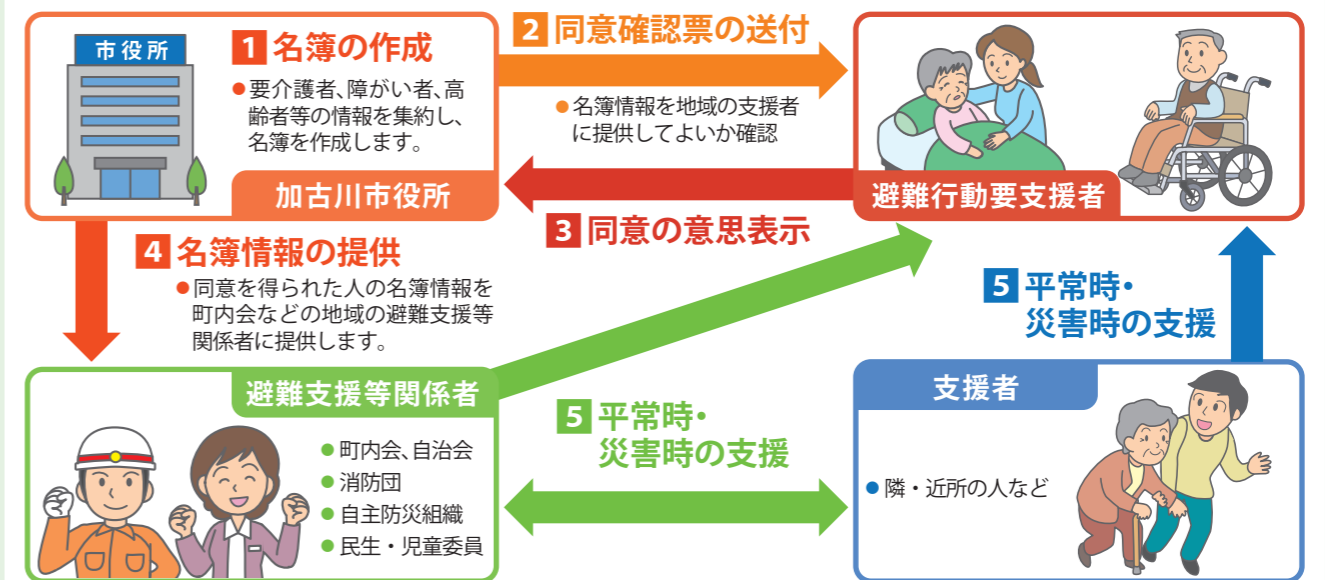 市役所
1 名簿の作成
●要介護者、障がい者、高
齢者等の情報を集約し、
名簿を作成します。
加古川市役所
2 同意確認票の送付
●名簿情報を地域の支援者
に提供してよいか確認
避難行動要支援者
3 同意の意思表示
4 名簿情報の提供
●同意を得られた人の名簿情報を
町内会などの地域の避難支援等
関係者に提供します。
5 平常時・
災害時の支援
避難支援等関係者
●町内会、自治会
●消防団
●自主防災組織
●民生・児童委員
5 平常時・
災害時の支援
支援者
●隣・近所の人など